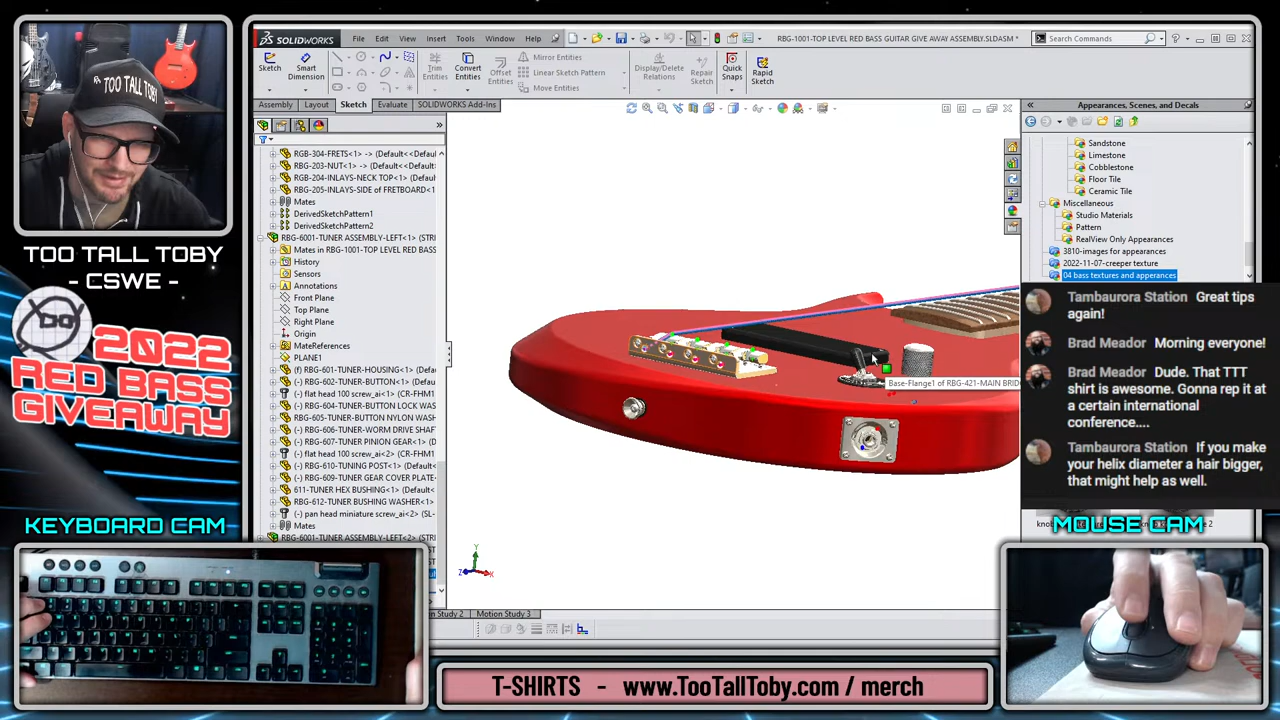 TOO TALL TOBY
SOLIDWORKS
File
Edit
View
Insert
Tools
Window
Help
RBG-1001-TOP LEVEL RED BASS GUITAR GIVE AWAY ASSEMBLY.SLDASM *
Search Commands
Sketch
Smart Dimension
Trim Entities
Convert Entities
Offset Entities
Mirror Entities
Linear Sketch Pattern
Move Entities
Display/Delete Relations
Repair Sketch
Quick Snaps
Rapid Sketch
Assembly
Layout
Sketch
Evaluate
SOLIDWORKS Add-Ins
Appearances, Scenes, and Decals
RGB-304-FRETS<1> -> (Default<<Defau
RBG-203-NUT<1> -> (Default<<Default
RGB-204-INLAYS-NECK TOP<1> (Defaul
RBG-205-INLAYS-SIDE of FRETBOARD<1
Mates
DerivedSketchPattern1
DerivedSketchPattern2
RBG-6001-TUNER ASSEMBLY-LEFT<1> (STRI
Mates in RBG-1001-TOP LEVEL RED BASS
History
Sensors
Annotations
Front Plane
Top Plane
Right Plane
Origin
MateReferences
PLANE1
(f) RBG-601-TUNER-HOUSING<1> (Defau
(-) RBG-602-TUNER-BUTTON<1> (Defaul
(-) flat head 100 screw_ai<1> (CR-FHM1
(-) RBG-604-TUNER-BUTTON LOCK WA
(-) RBG-605-TUNER-BUTTON NYLON WA
(-) RBG-606-TUNER-WORM DRIVE SHA
(-) RBG-607-TUNER PINION GEAR<1> (D
(-) flat head 100 screw_ai<2> (CR-FHM1
(-) RBG-610-TUNING POST<1> (Default<
(-) RBG-609-TUNER GEAR COVER PLATE
611-TUNER HEX BUSHING<1> (Default<
RBG-612-TUNER BUSHING WASHER<1>
(-) pan head miniature screw_ai<2> (SL-
Mates
RBG-6001-TUNER ASSEMBLY-LEFT<2> (STRI
Base-Flange1 of RBG-421-MAIN BRID
Sandstone
Limestone
Cobblestone
Floor Tile
Ceramic Tile
Miscellaneous
Studio Materials
Pattern
RealView Only Appearances
3810-images for apperances
2022-11-07-creeper texture
04 bass textures and apperances
Tambaurora Station Great tips again!
Brad Meador Morning everyone!
Brad Meador Dude. That TTT shirt is awesome. Gonna rep it at a certain international conference....
Tambaurora Station If you make your helix diameter a hair bigger, that might help as well.
TOO TALL TOBY
- CSWE -
2022
RED BASS
GIVEAWAY
KEYBOARD CAM
MOUSE CAM
Y
Z
X
Motion Study 2
Motion Study 3
T-SHIRTS - www.TooTallToby.com / merch